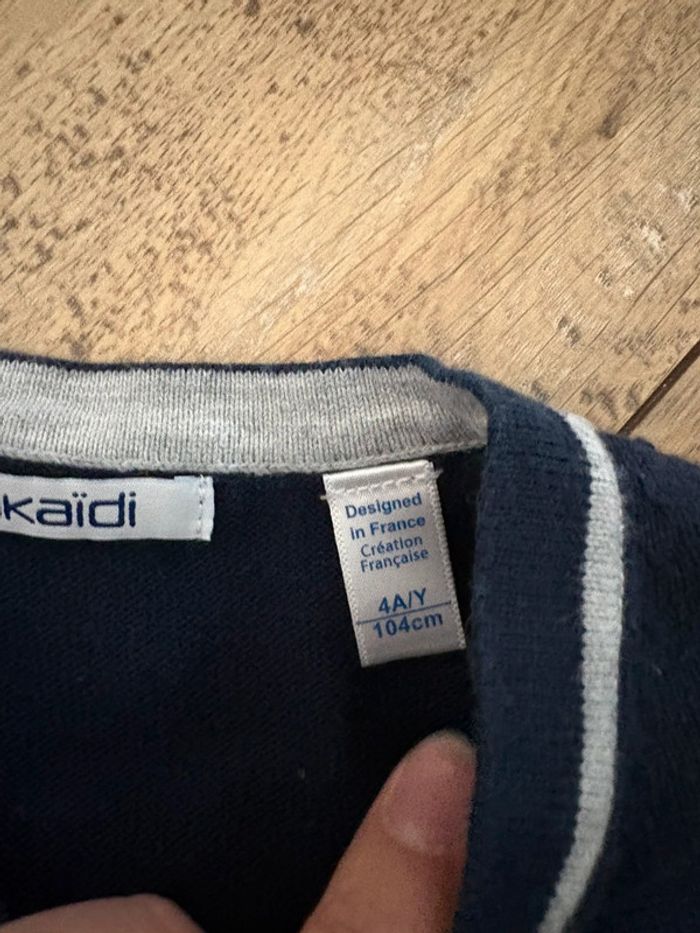 kaïdi
Designed
in France
Création
Française
4A/Y
104cm